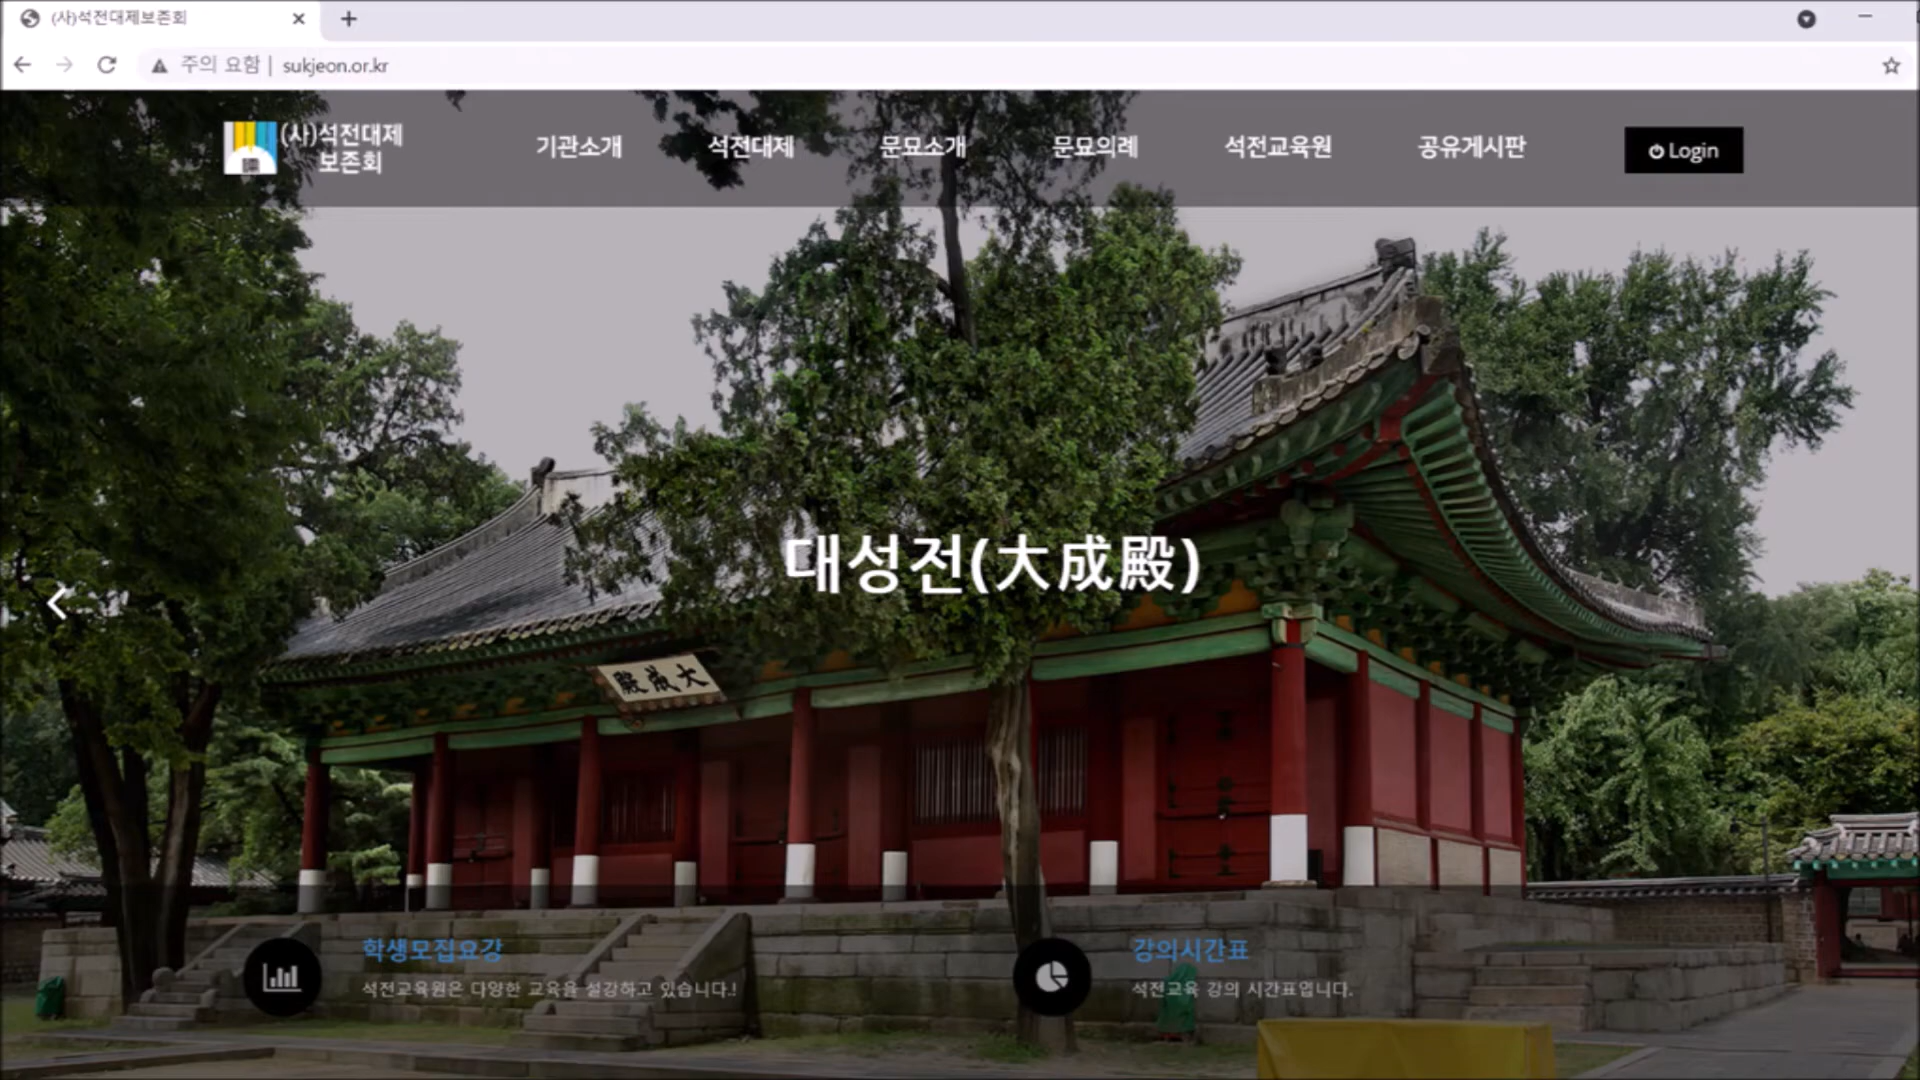 (사)석전대제보존회
주의 요함 | sukjeon.or.kr
(사)석전대제
보존회
기관소개 석전대제 문묘소개 문묘의례 석전교육원 공유게시판 Login
대성전(大成殿)
殿成大
학생모집요강
석전교육원은 다양한 교육을 설강하고 있습니다.!
강의시간표
석전교육 강의 시간표입니다.